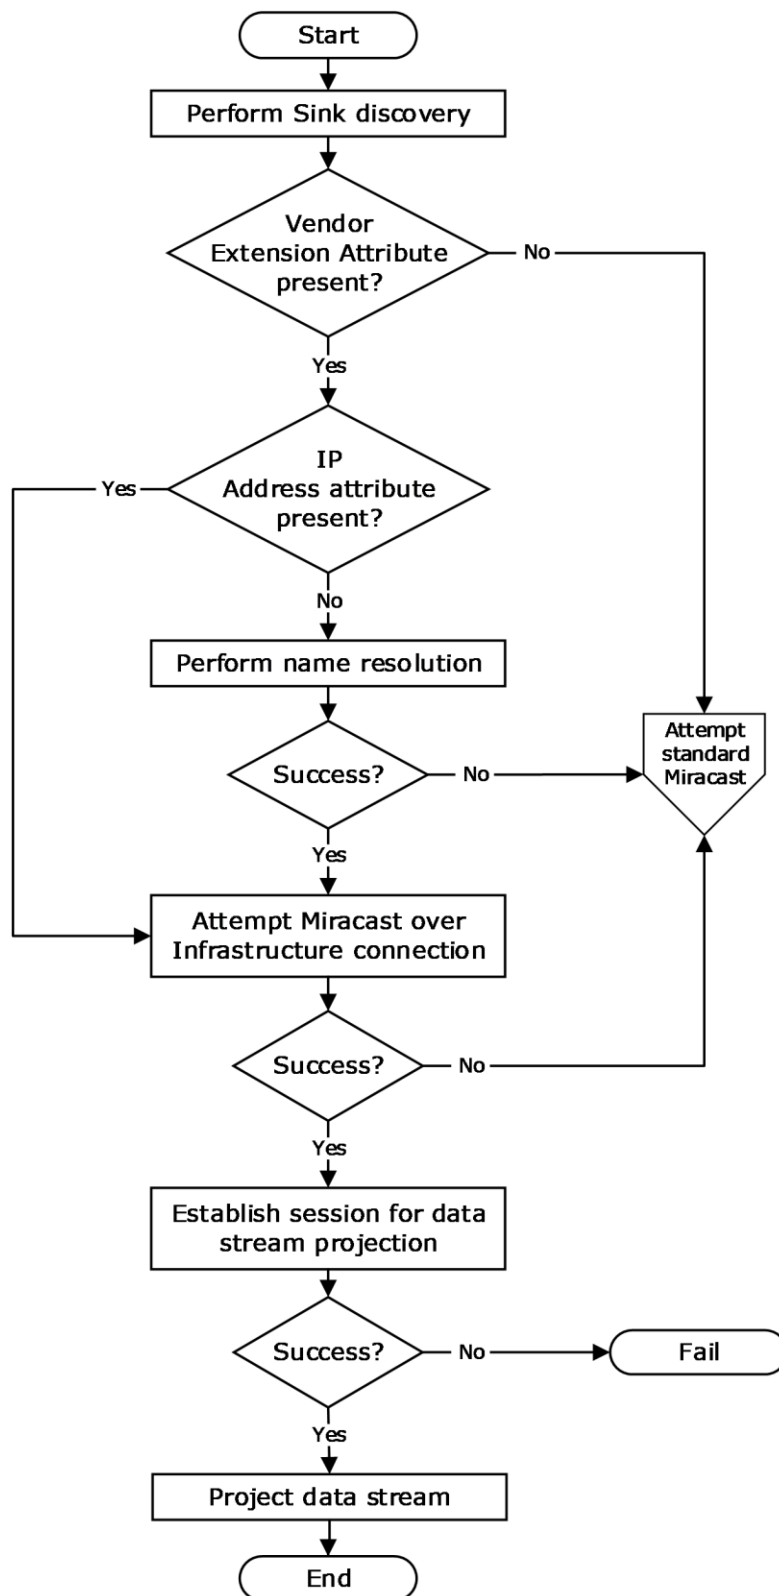 Start
Perform Sink discovery
Vendor
Extension Attribute
present?
No
Yes
IP
Address attribute
present?
Yes
No
Perform name resolution
Attempt
standard
Miracast
Success?
No
Yes
Attempt Miracast over
Infrastructure connection
Success?
No
Yes
Establish session for data
stream projection
Success?
No
Fail
Yes
Project data stream
End